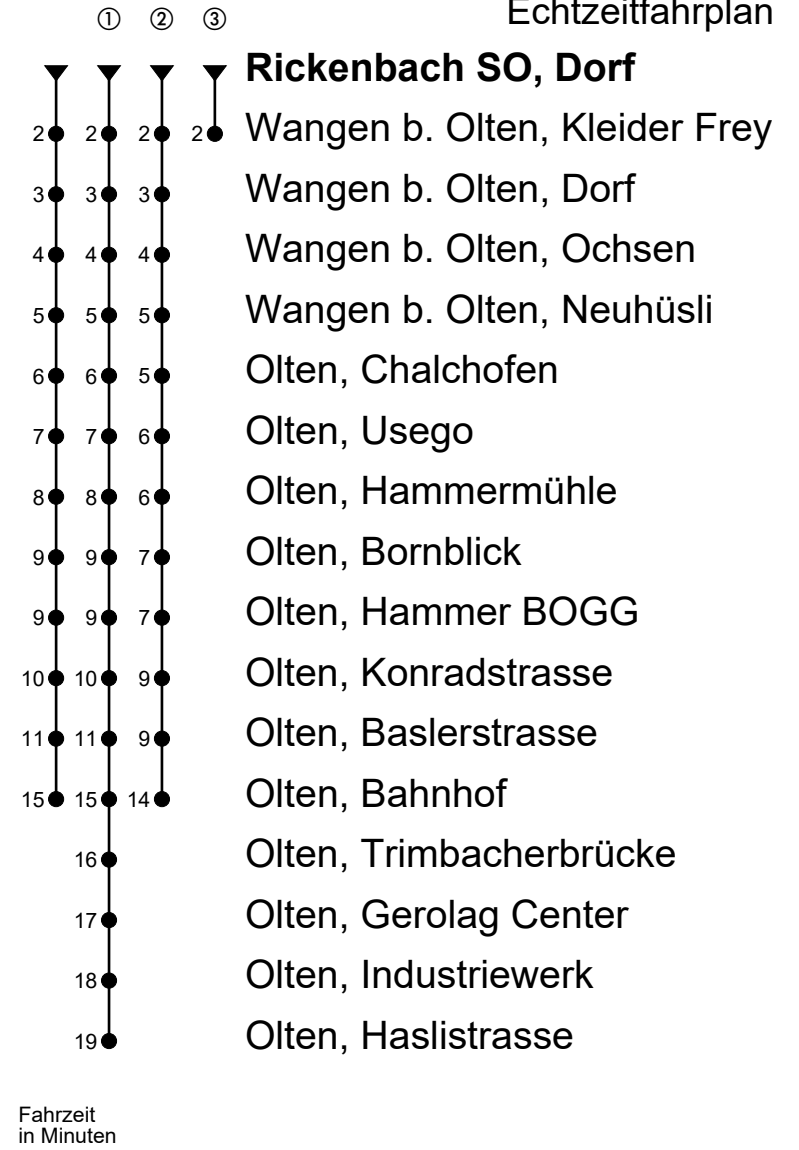 Echtzeitfahrplan
① ② ③
Rickenbach SO, Dorf
2 2 2 2 Wangen b. Olten, Kleider Frey
3 3 3 Wangen b. Olten, Dorf
4 4 4 Wangen b. Olten, Ochsen
5 5 5 Wangen b. Olten, Neuhüsli
6 6 5 Olten, Chalchofen
7 7 6 Olten, Usego
8 8 6 Olten, Hammermühle
9 9 7 Olten, Bornblick
9 9 7 Olten, Hammer BOGG
10 10 9 Olten, Konradstrasse
11 11 9 Olten, Baslerstrasse
15 15 14 Olten, Bahnhof
16 Olten, Trimbacherbrücke
17 Olten, Gerolag Center
18 Olten, Industriewerk
19 Olten, Haslistrasse
Fahrzeit
in Minuten